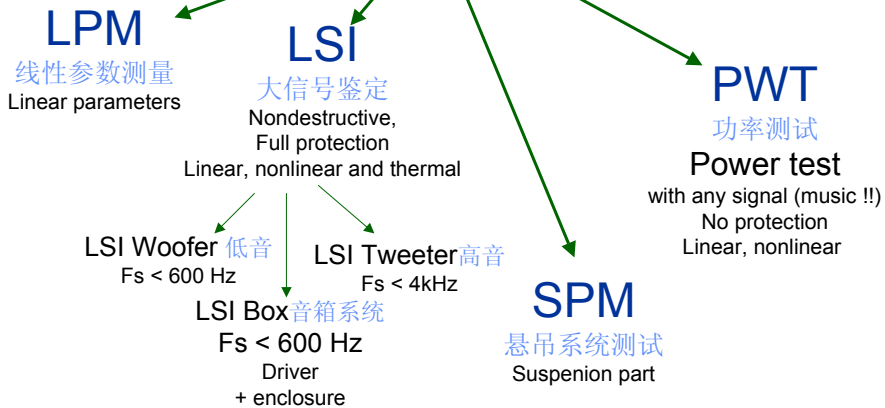 LPM
线性参数测量
Linear parameters
LSI
大信号鉴定
Nondestructive,
Full protection
Linear, nonlinear and thermal
LSI Woofer 低音
Fs < 600 Hz
LSI Box音箱系统
Fs < 600 Hz
Driver
+ enclosure
LSI Tweeter高音
Fs < 4kHz
SPM
悬吊系统测试
Suspenion part
PWT
功率测试
Power test
with any signal (music !!)
No protection
Linear, nonlinear